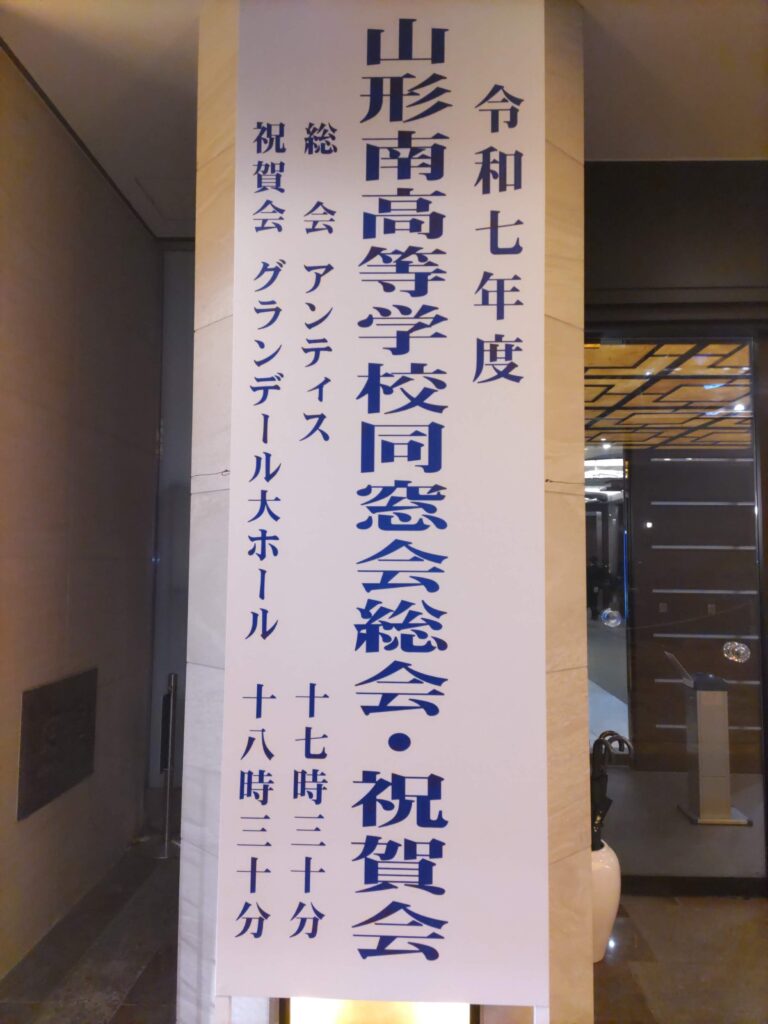 令和七年度
山形南高等学校同窓会総会・祝賀会
総会 アンティス 十七時三十分
祝賀会 グランデール大ホール 十八時三十分